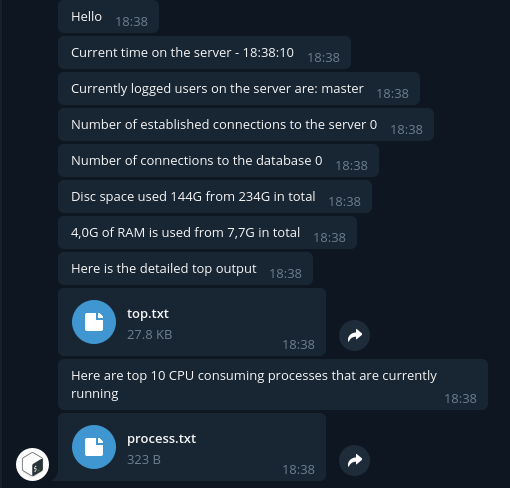 Hello 18:38
Current time on the server - 18:38:10 18:38
Currently logged users on the server are: master 18:38
Number of established connections to the server 0 18:38
Number of connections to the database 0 18:38
Disc space used 144G from 234G in total 18:38
4,0G of RAM is used from 7,7G in total 18:38
Here is the detailed top output 18:38
top.txt
27.8 KB
18:38
Here are top 10 CPU consuming processes that are currently
running 18:38
process.txt
323 B
18:38